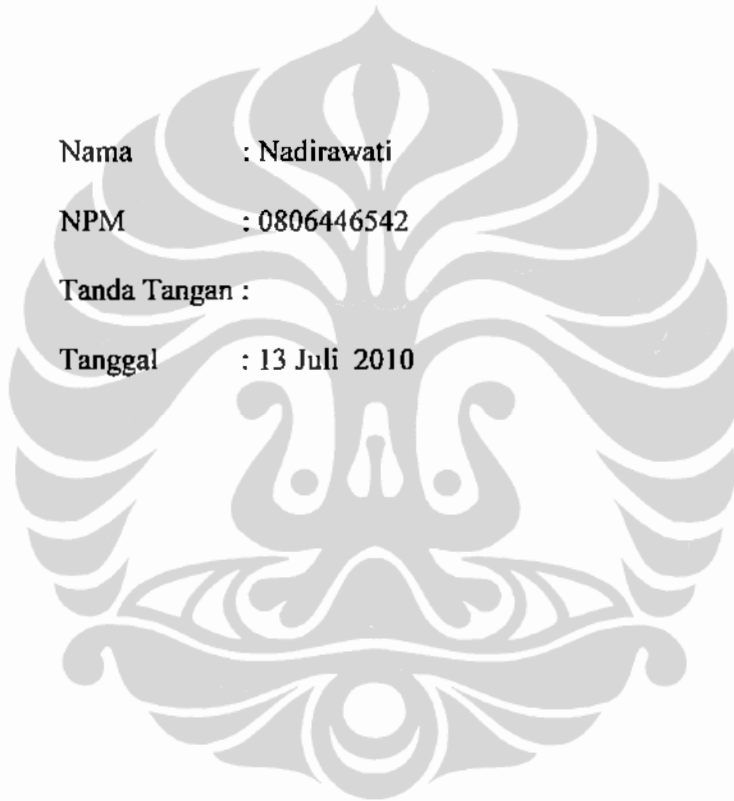 Nama : Nadirawati
NPM : 0806446542
Tanda Tangan :
Tanggal : 13 Juli 2010